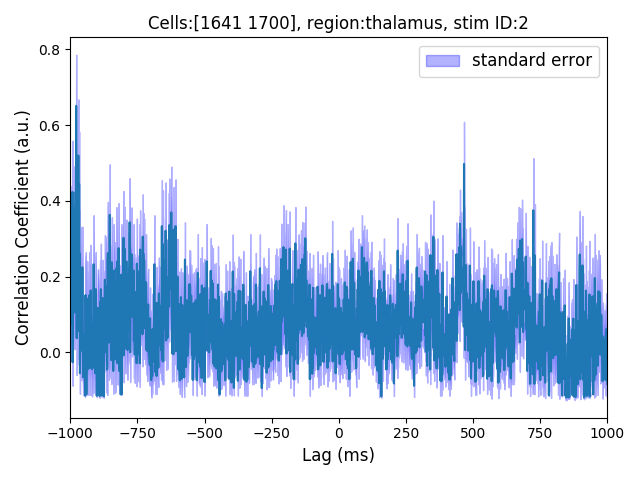 Cells:[1641 1700], region:thalamus, stim ID:2
standard error
Correlation Coefficient (a.u.)
0.8
0.6
0.4
0.2
0.0
−1000 −750 −500 −250 0 250 500 750 1000
Lag (ms)